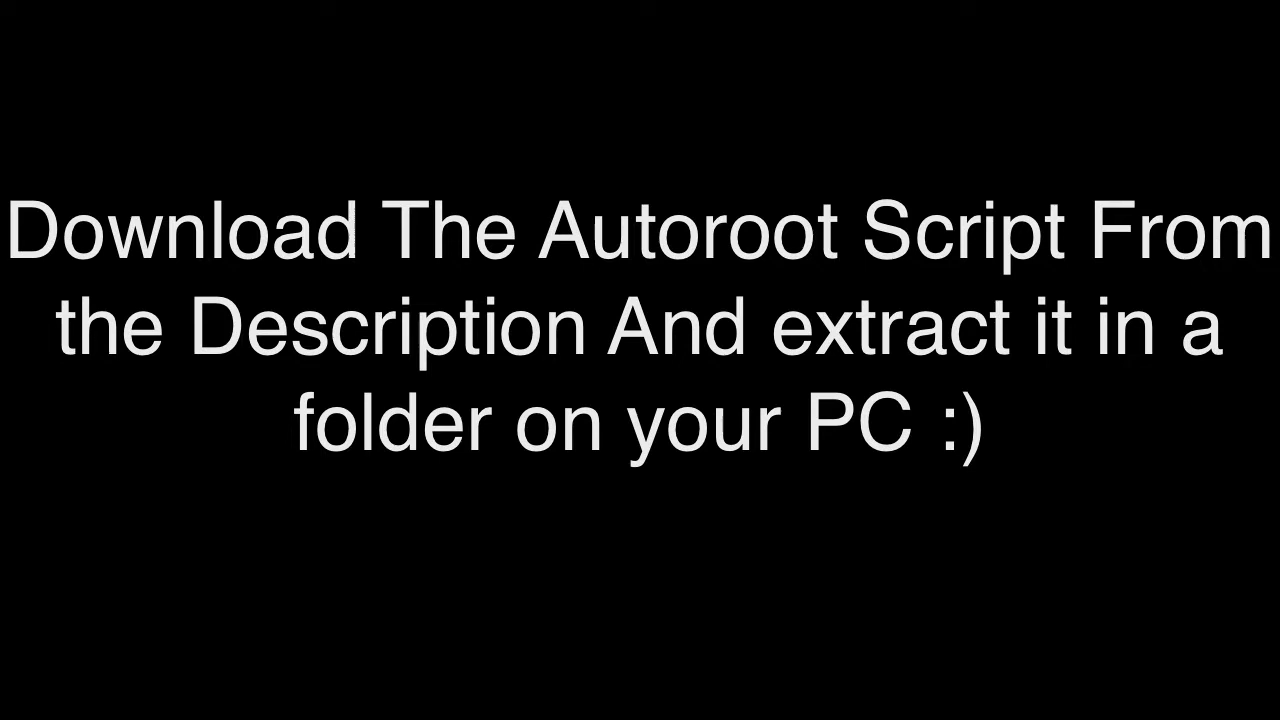 Download The Autoroot Script From
the Description And extract it in a
folder on your PC :)